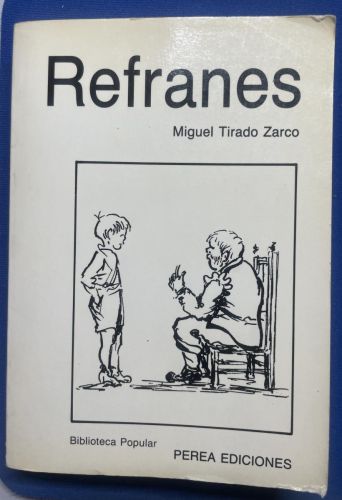 Refranes
Miguel Tirado Zarco
Biblioteca Popular
PEREA EDICIONES